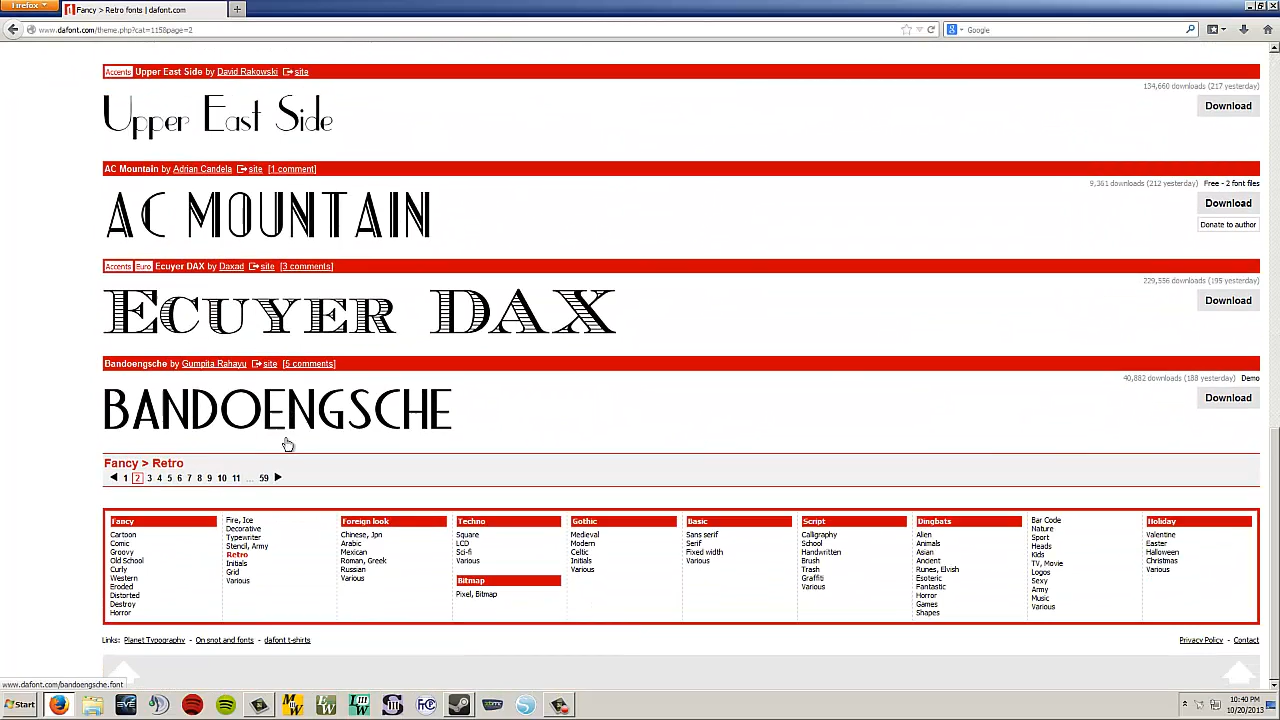 Firefox
Fancy > Retro fonts | dafont.com
www.dafont.com/theme.php?cat=115&page=2
Google
Accents Upper East Side by David Rakowski site
134,660 downloads (217 yesterday)
Upper East Side
Download
AC Mountain by Adrian Candela site [1 comment]
9,361 downloads (212 yesterday) Free - 2 font files
AC MOUNTAIN
Download
Donate to author
Accents Euro Ecuyer DAX by Daxad site [3 comments]
229,556 downloads (195 yesterday)
ECUYER DAX
Download
Bandoengsche by Gumpita Rahayu site [5 comments]
40,882 downloads (188 yesterday) Demo
BANDOENGSCHE
Download
Fancy > Retro
1 2 3 4 5 6 7 8 9 10 11 ... 59
Fancy
Cartoon
Comic
Groovy
Old School
Curly
Western
Eroded
Distorted
Destroy
Horror
Fire, Ice
Decorative
Typewriter
Stencil, Army
Retro
Initials
Grid
Various
Foreign look
Chinese, Jpn
Arabic
Mexican
Roman, Greek
Russian
Various
Techno
Square
LCD
Sci-fi
Various
Bitmap
Pixel, Bitmap
Gothic
Medieval
Modern
Celtic
Initials
Various
Basic
Sans serif
Serif
Fixed width
Various
Script
Calligraphy
School
Handwritten
Brush
Trash
Graffiti
Various
Dingbats
Alien
Animals
Asian
Ancient
Runes, Elvish
Esoteric
Fantastic
Horror
Games
Shapes
Bar Code
Nature
Sport
Heads
Kids
TV, Movie
Logos
Sexy
Army
Music
Various
Holiday
Valentine
Easter
Halloween
Christmas
Various
Links: Planet Typography - On snot and fonts - dafont t-shirts
Privacy Policy - Contact
www.dafont.com/bandoengsche.font
Start
10:40 PM
10/20/2013